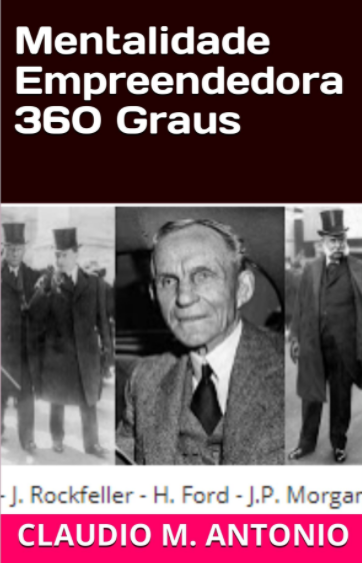 Mentalidade
Empreendedora
360 Graus
- J. Rockfeller - H. Ford - J.P. Morgan
CLAUDIO M. ANTONIO